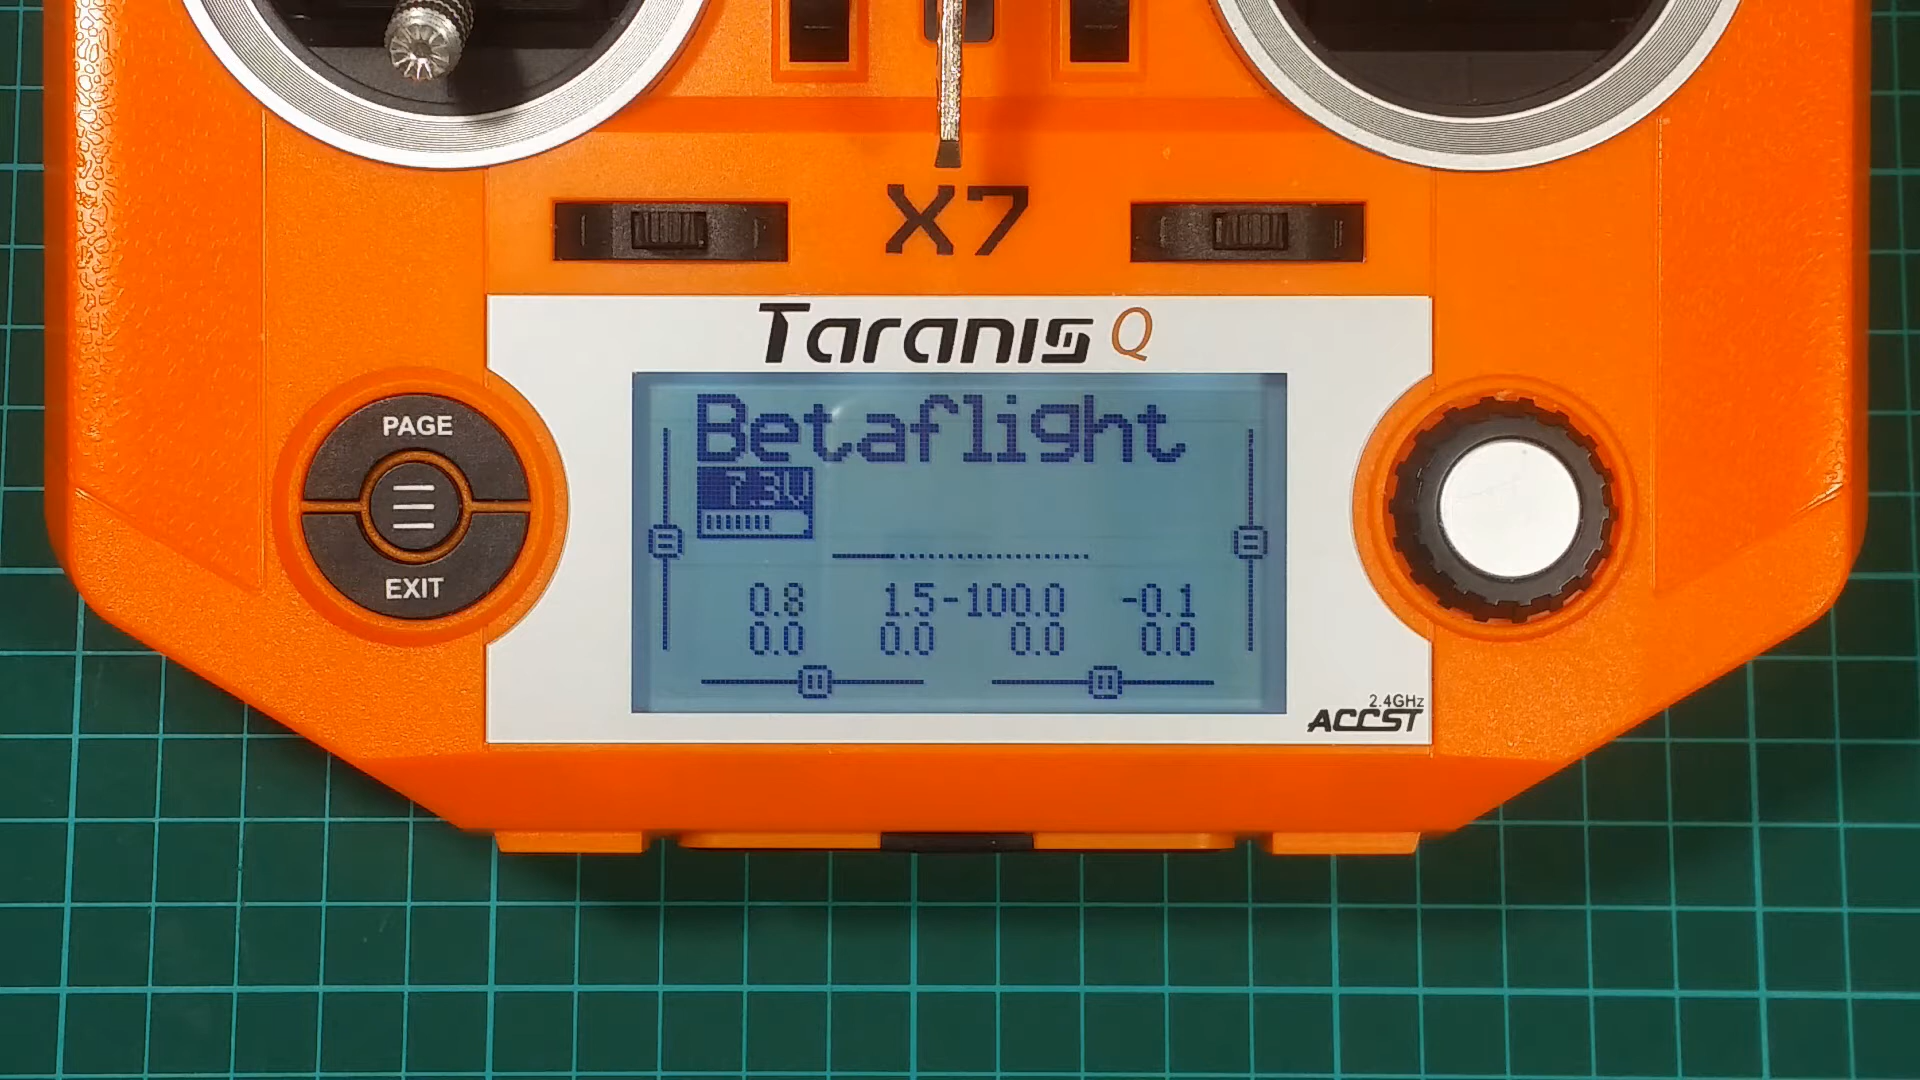 X7
Taranis Q
PAGE
EXIT
Betaflight
7.3V
0.8 1.5 -100.0 -0.1
0.0 0.0 0.0 0.0
2.4GHz
ACCST